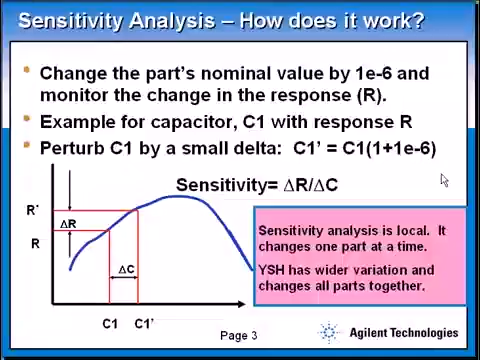 Sensitivity Analysis – How does it work?
• Change the part's nominal value by 1e-6 and
monitor the change in the response (R).
• Example for capacitor, C1 with response R
• Perturb C1 by a small delta: C1' = C1(1+1e-6)
Sensitivity= ΔR/ΔC
R'
ΔR
R
ΔC
C1 C1'
Sensitivity analysis is local. It
changes one part at a time.
YSH has wider variation and
changes all parts together.
Page 3
Agilent Technologies